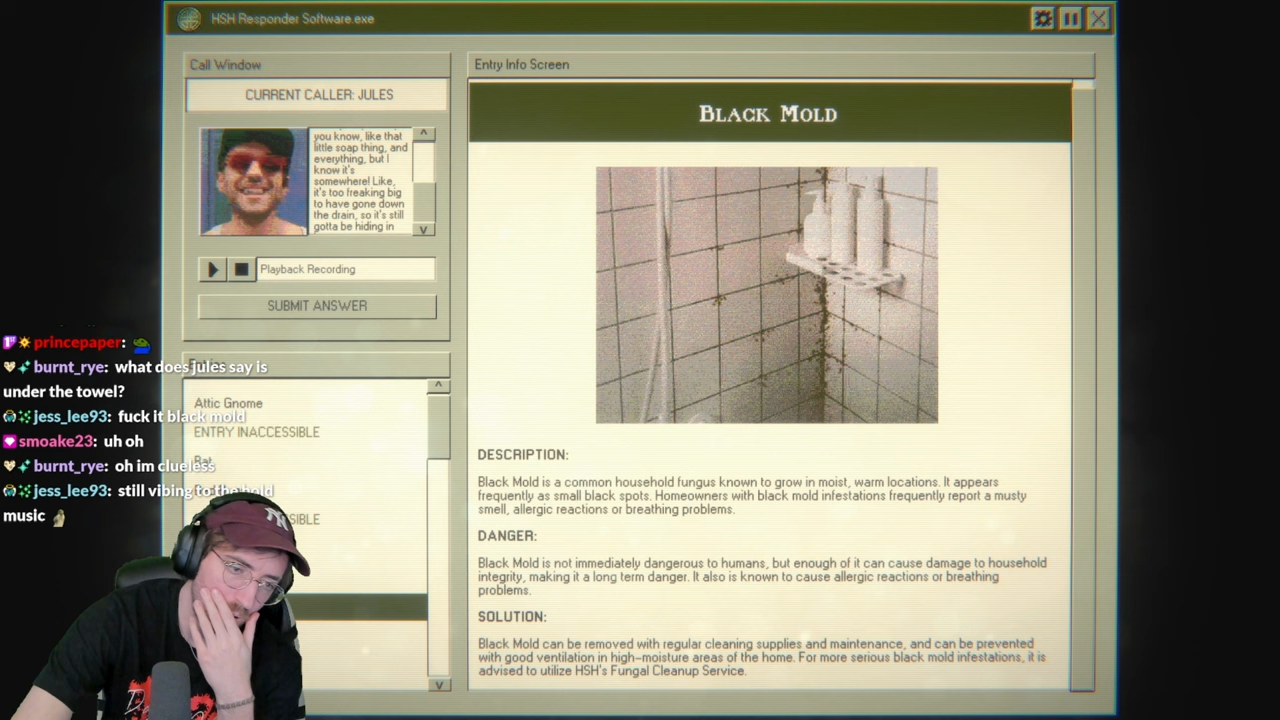 HSH Responder Software.exe
Call Window
CURRENT CALLER: JULES
you know, like that
little soap thing, and
everything, but I
know it's
somewhere! Like,
it's too freaking big
to have gone down
the drain, so it's still
gotta be hiding in
Playback Recording
SUBMIT ANSWER
Attic Gnome
ENTRY INACCESSIBLE
princepaper:
burnt_rye: what does jules say is
under the towel?
jess_lee93: fuck it black mold
smoake23: uh oh
burnt_rye: oh im clueless
jess_lee93: still vibing to the hold
music
Entry Info Screen
BLACK MOLD
DESCRIPTION:
Black Mold is a common household fungus known to grow in moist, warm locations. It appears
frequently as small black spots. Homeowners with black mold infestations frequently report a musty
smell, allergic reactions or breathing problems.
DANGER:
Black Mold is not immediately dangerous to humans, but enough of it can cause damage to household
integrity, making it a long term danger. It also is known to cause allergic reactions or breathing
problems.
SOLUTION:
Black Mold can be removed with regular cleaning supplies and maintenance, and can be prevented
with good ventilation in high-moisture areas of the home. For more serious black mold infestations, it is
advised to utilize HSH's Fungal Cleanup Service.